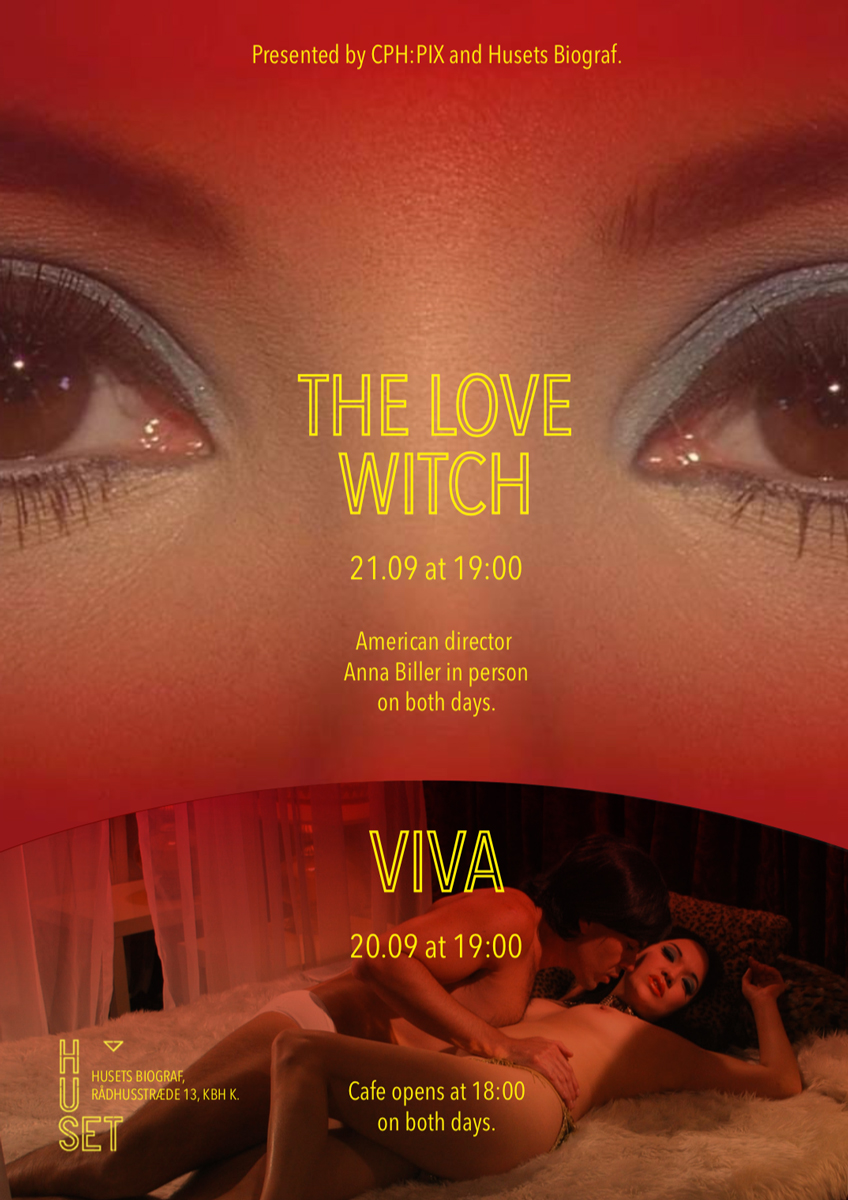 Presented by CPH:PIX and Husets Biograf.
THE LOVE
WITCH
21.09 at 19:00
American director
Anna Biller in person
on both days.
VIVA
20.09 at 19:00
HUSET
HUSETS BIOGRAF,
RÅDHUSSTRÆDE 13, KBH K.
Cafe opens at 18:00
on both days.